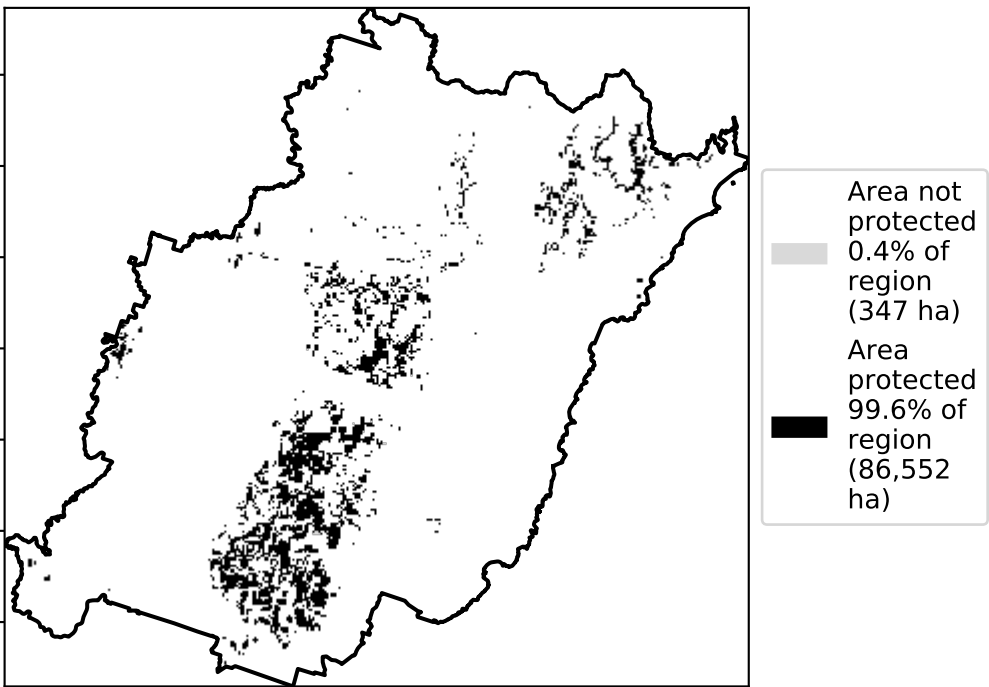 Area not
protected
0.4% of
region
(347 ha)
Area
protected
99.6% of
region
(86,552
ha)